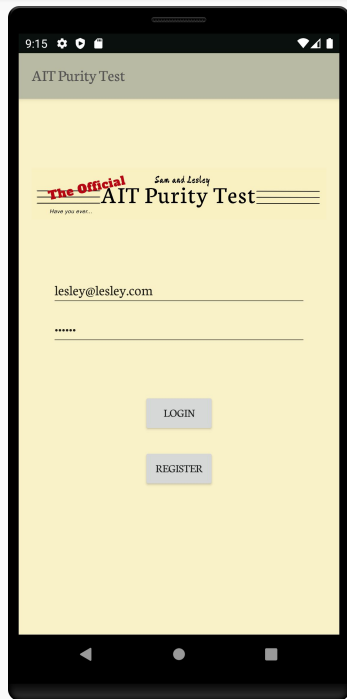 9:15
AIT Purity Test
The Official
Sam and Lesley
AIT Purity Test
Have you ever...
lesley@lesley.com
••••••
LOGIN
REGISTER